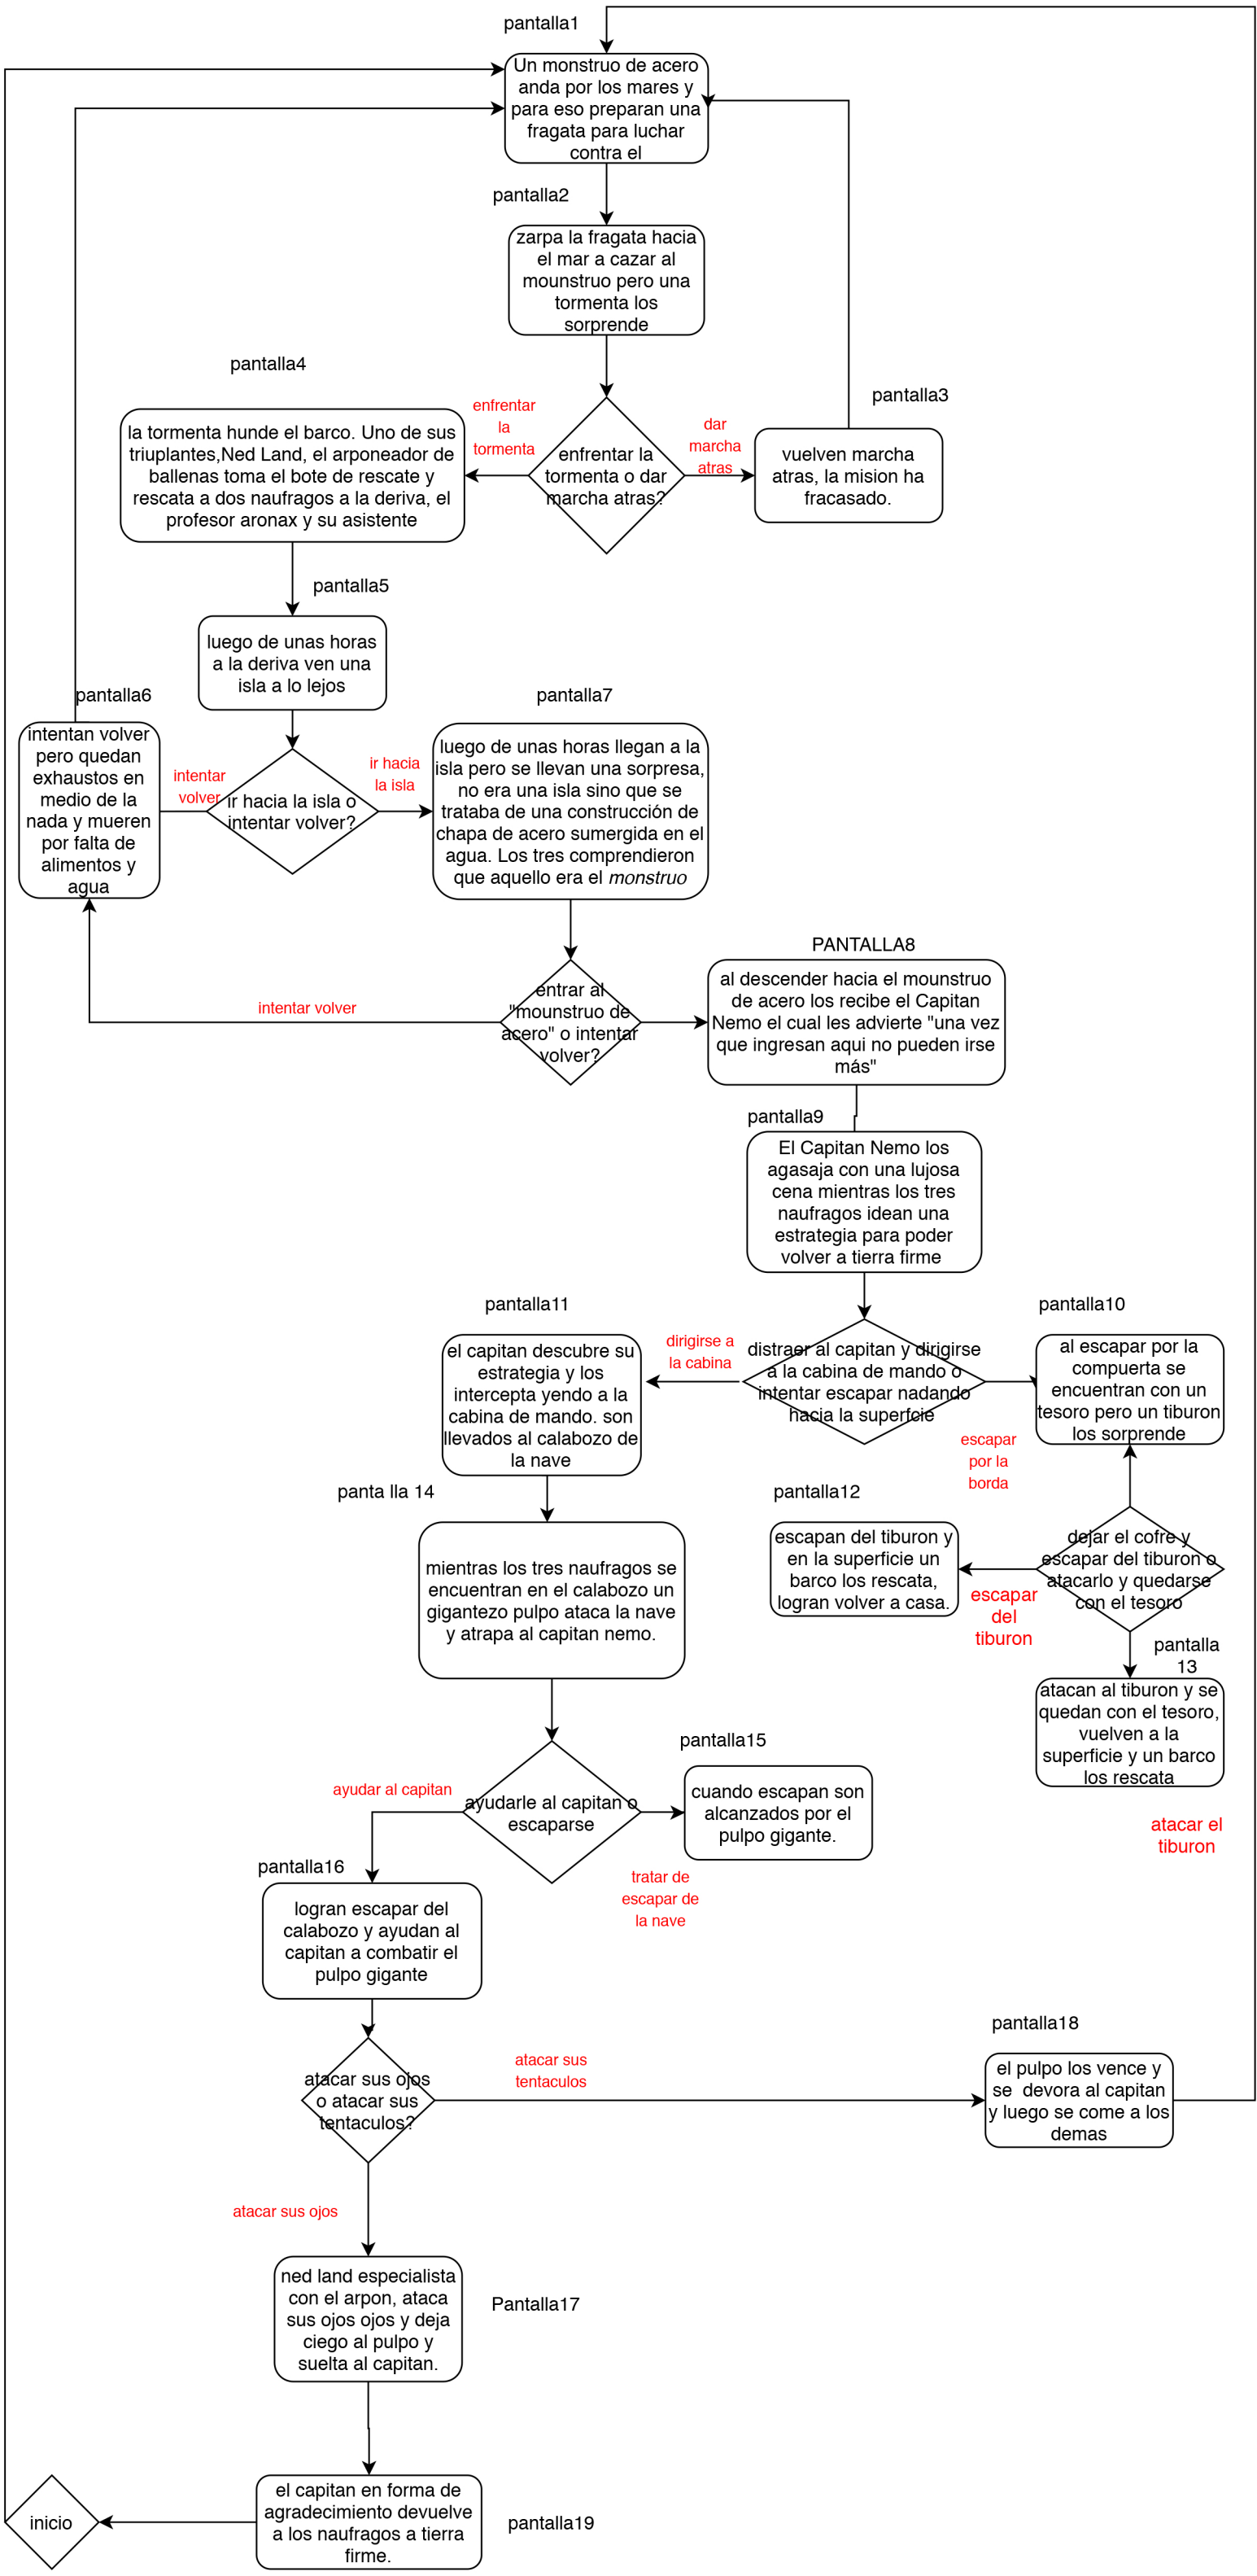 pantalla1
Un monstruo de acero
anda por los mares y
para eso preparan una
fragata para luchar
contra el
pantalla2
zarpa la fragata hacia
el mar a cazar al
mounstruo pero una
tormenta los
sorprende
pantalla4
la tormenta hunde el barco. Uno de sus
triuplantes,Ned Land, el arponeador de
ballenas toma el bote de rescate y
rescata a dos naufragos a la deriva, el
profesor aronax y su asistente
enfrentar
la
tormenta
enfrentar la
tormenta o dar
marcha atras?
dar
marcha
atras
pantalla3
vuelven marcha
atras, la mision ha
fracasado.
pantalla5
luego de unas horas
a la deriva ven una
isla a lo lejos
pantalla6
intentan volver
pero quedan
exhaustos en
medio de la
nada y mueren
por falta de
alimentos y
agua
intentar
volver
ir hacia la isla o
intentar volver?
ir hacia
la isla
pantalla7
luego de unas horas llegan a la
isla pero se llevan una sorpresa,
no era una isla sino que se
trataba de una construcción de
chapa de acero sumergida en el
agua. Los tres comprendieron
que aquello era el monstruo
intentar volver
entrar al
"mounstruo de
acero" o intentar
volver?
PANTALLA8
al descender hacia el mounstruo
de acero los recibe el Capitan
Nemo el cual les advierte "una vez
que ingresan aqui no pueden irse
más"
pantalla9
El Capitan Nemo los
agasaja con una lujosa
cena mientras los tres
naufragos idean una
estrategia para poder
volver a tierra firme
pantalla11
el capitan descubre su
estrategia y los
intercepta yendo a la
cabina de mando. son
llevados al calabozo de
la nave
dirigirse a
la cabina
distraer al capitan y dirigirse
a la cabina de mando o
intentar escapar nadando
hacia la superfcie
pantalla10
al escapar por la
compuerta se
encuentran con un
tesoro pero un tiburon
los sorprende
escapar
por la
borda
panta lla 14
mientras los tres naufragos se
encuentran en el calabozo un
gigantezo pulpo ataca la nave
y atrapa al capitan nemo.
pantalla12
escapan del tiburon y
en la superficie un
barco los rescata,
logran volver a casa.
escapar
del
tiburon
dejar el cofre y
escapar del tiburon o
atacarlo y quedarse
con el tesoro
pantalla
13
atacan al tiburon y se
quedan con el tesoro,
vuelven a la
superficie y un barco
los rescata
atacar el
tiburon
ayudar al capitan
ayudarle al capitan o
escaparse
pantalla15
cuando escapan son
alcanzados por el
pulpo gigante.
tratar de
escapar de
la nave
pantalla16
logran escapar del
calabozo y ayudan al
capitan a combatir el
pulpo gigante
atacar sus ojos
o atacar sus
tentaculos?
atacar sus
tentaculos
pantalla18
el pulpo los vence y
se devora al capitan
y luego se come a los
demas
atacar sus ojos
ned land especialista
con el arpon, ataca
sus ojos ojos y deja
ciego al pulpo y
suelta al capitan.
Pantalla17
inicio
el capitan en forma de
agradecimiento devuelve
a los naufragos a tierra
firme.
pantalla19